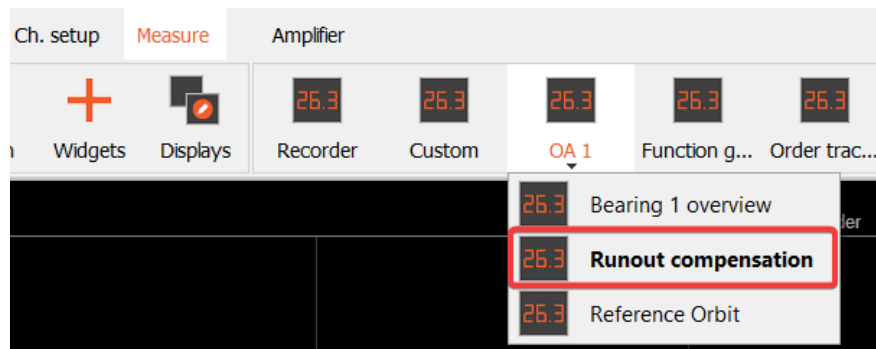 Ch. setup Measure Amplifier
26.3 26.3 26.3 26.3 26.3
Widgets Displays Recorder Custom OA 1 Function g... Order trac...
26.3 Bearing 1 overview
26.3 Runout compensation
26.3 Reference Orbit